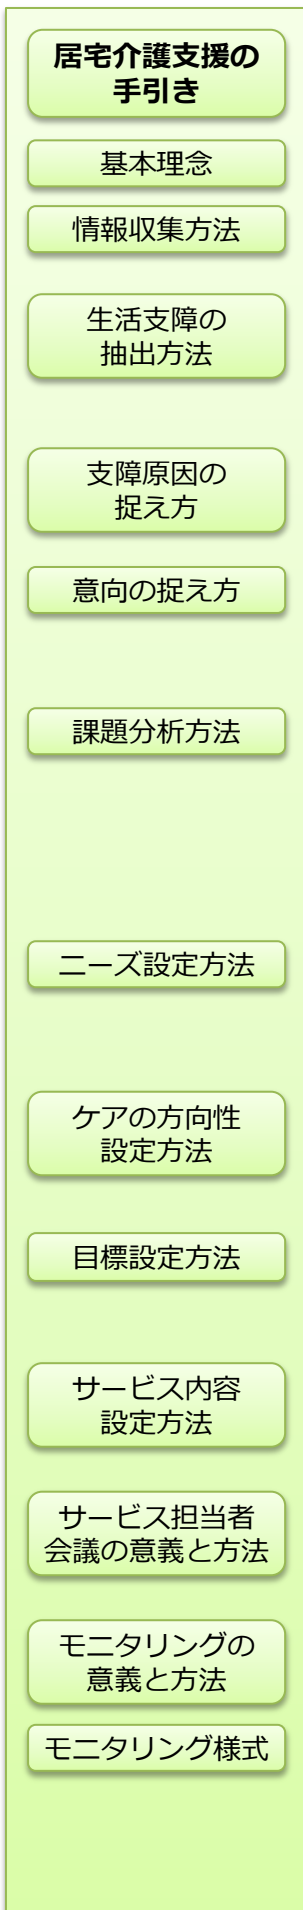 居宅介護支援の
手引き
基本理念
情報収集方法
生活支障の
抽出方法
支障原因の
捉え方
意向の捉え方
課題分析方法
ニーズ設定方法
ケアの方向性
設定方法
目標設定方法
サービス内容
設定方法
サービス担当者
会議の意義と方法
モニタリングの
意義と方法
モニタリング様式